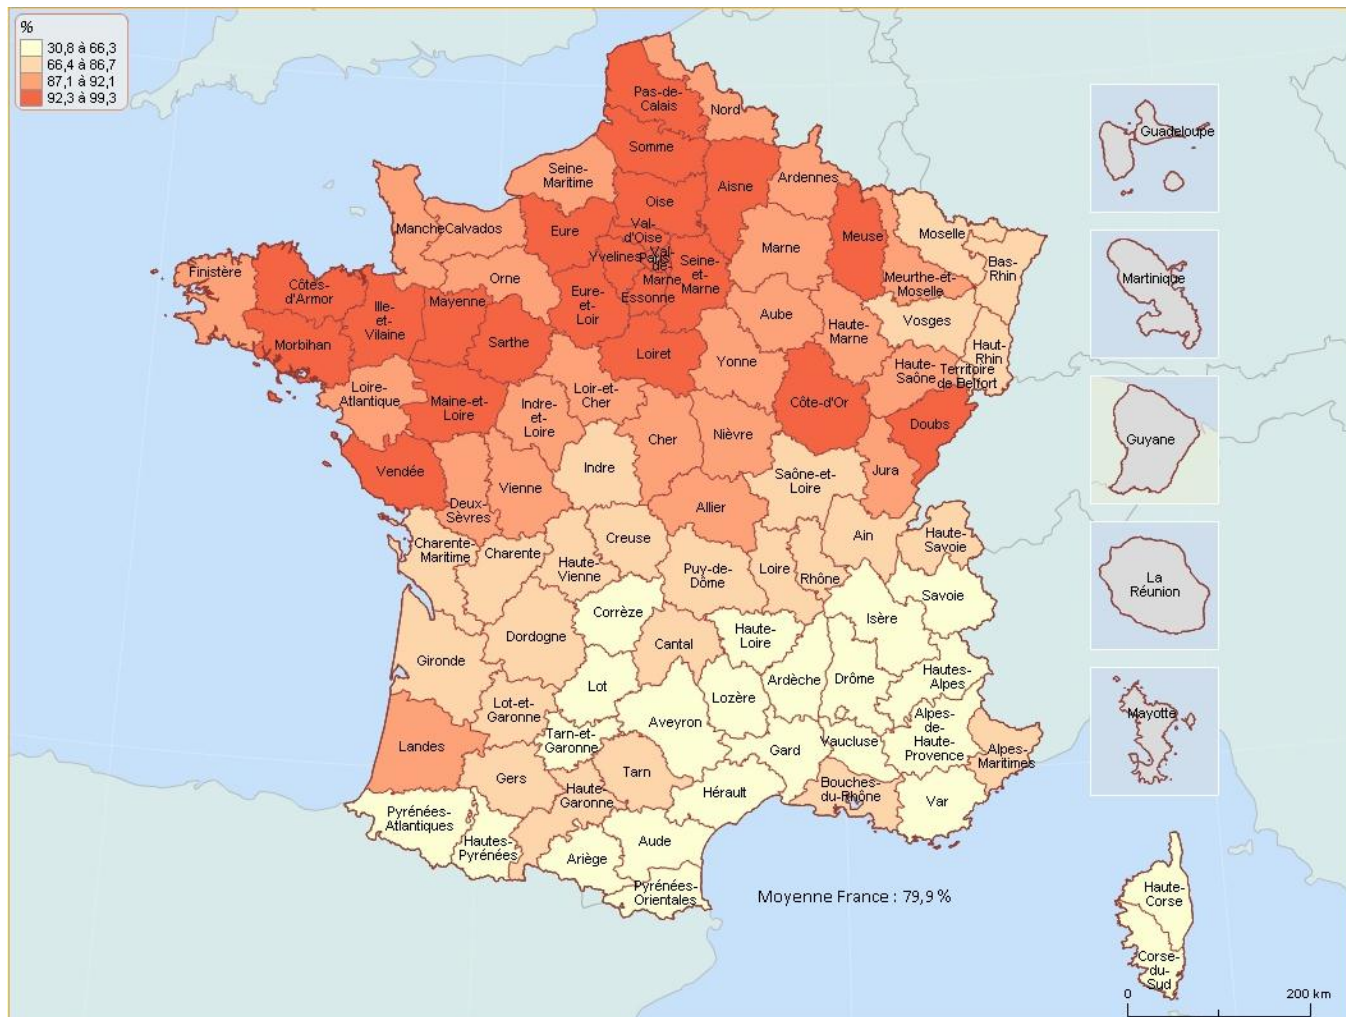 %
30,8 à 66,3
66,4 à 86,7
87,1 à 92,1
92,3 à 99,3
Pas-de-
Calais
Nord
Somme
Seine-
Maritime
Aisne
Ardennes
Oise
Eure
Val-
d'Oise
Manche
Calvados
Marne
Meuse
Moselle
Bas-
Rhin
Yvelines
Paris
Val-
de-
Marne
Seine-
et-
Marne
Essonne
Meurthe-et-
Moselle
Finistère
Côtes-
d'Armor
Ille-
et-
Vilaine
Mayenne
Orne
Eure-
et-
Loir
Aube
Haute-
Marne
Vosges
Haut-
Rhin
Morbihan
Sarthe
Loiret
Yonne
Haute-
Saône
Territoire
de Belfort
Loire-
Atlantique
Maine-et-
Loire
Indre-
et-
Loire
Loir-et-
Cher
Côte-d'Or
Doubs
Cher
Nièvre
Vendée
Deux-
Sèvres
Vienne
Indre
Saône-et-
Loire
Jura
Allier
Charente-
Maritime
Charente
Haute-
Vienne
Creuse
Puy-de-
Dôme
Loire
Rhône
Ain
Haute-
Savoie
Corrèze
Savoie
Isère
Dordogne
Cantal
Haute-
Loire
Gironde
Lot-et-
Garonne
Lot
Aveyron
Lozère
Ardèche
Drôme
Hautes-
Alpes
Landes
Tarn-et-
Garonne
Gard
Vaucluse
Alpes-
de-
Haute-
Provence
Alpes-
Maritimes
Gers
Haute-
Garonne
Tarn
Hérault
Bouches-
du-Rhône
Var
Pyrénées-
Atlantiques
Hautes-
Pyrénées
Ariège
Aude
Pyrénées-
Orientales
Moyenne France : 79,9 %
Guadeloupe
Martinique
Guyane
La
Réunion
Mayotte
Haute-
Corse
Corse-
du-
Sud
0 200 km